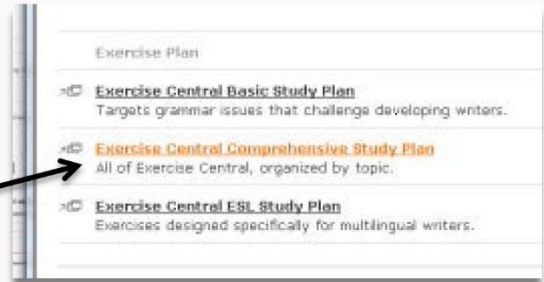 Exercise Plan
Exercise Central Basic Study Plan
Targets grammar issues that challenge developing writers.
Exercise Central Comprehensive Study Plan
All of Exercise Central, organized by topic.
Exercise Central ESL Study Plan
Exercises designed specifically for multilingual writers.